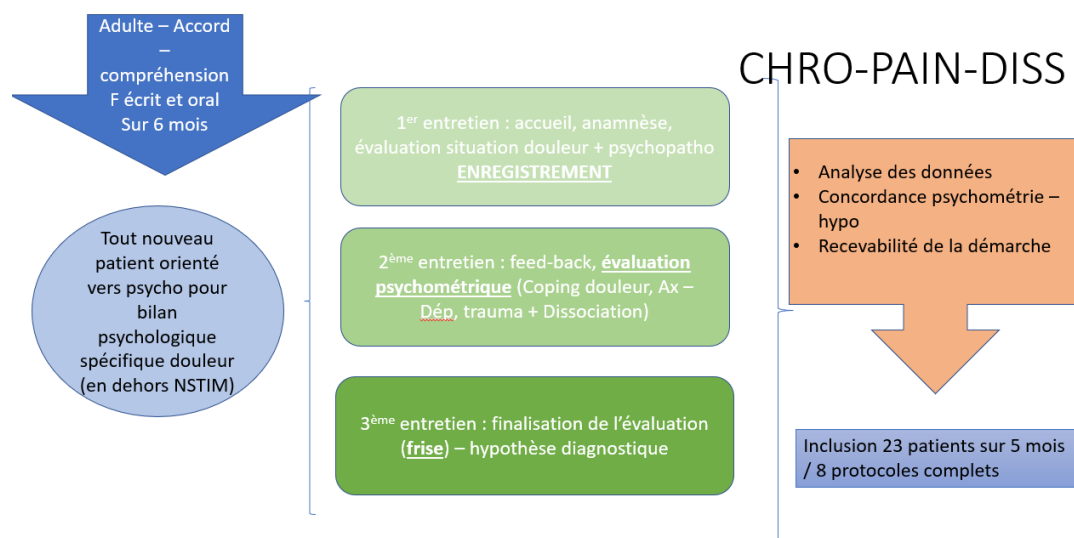 Adulte – Accord
–
compréhension
F écrit et oral
Sur 6 mois
Tout nouveau
patient orienté
vers psycho pour
bilan
psychologique
spécifique douleur
(en dehors NSTIM)
1er entretien : accueil, anamnèse,
évaluation situation douleur + psychopatho
ENREGISTREMENT
2ème entretien : feed-back, évaluation
psychométrique (Coping douleur, Ax –
Dép, trauma + Dissociation)
3ème entretien : finalisation de l’évaluation
(frise) – hypothèse diagnostique
CHRO-PAIN-DISS
• Analyse des données
• Concordance psychométrie –
hypo
• Recevabilité de la démarche
Inclusion 23 patients sur 5 mois
/ 8 protocoles complets